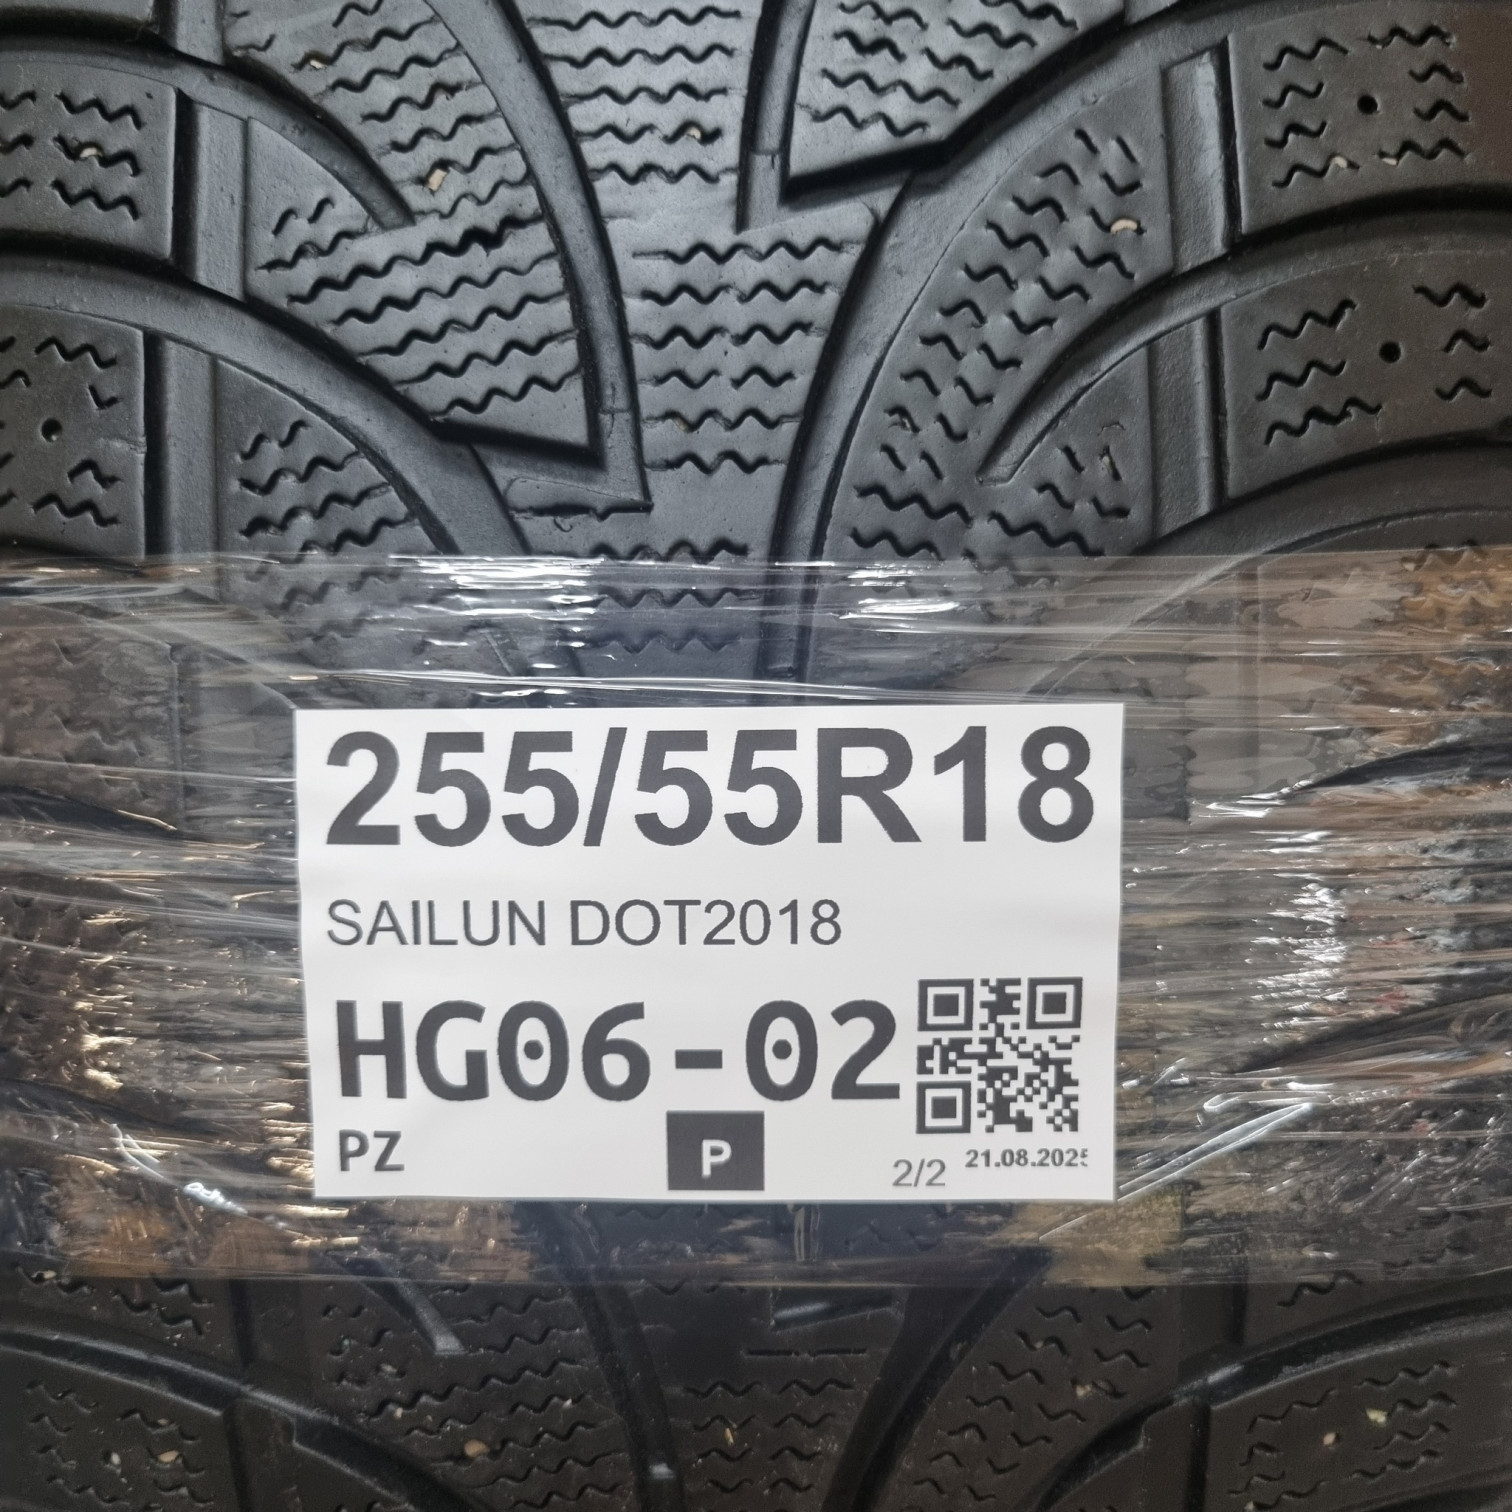 255/55R18
SAILUN DOT2018
HG06-02
PZ
P
2/2
21.08.2025